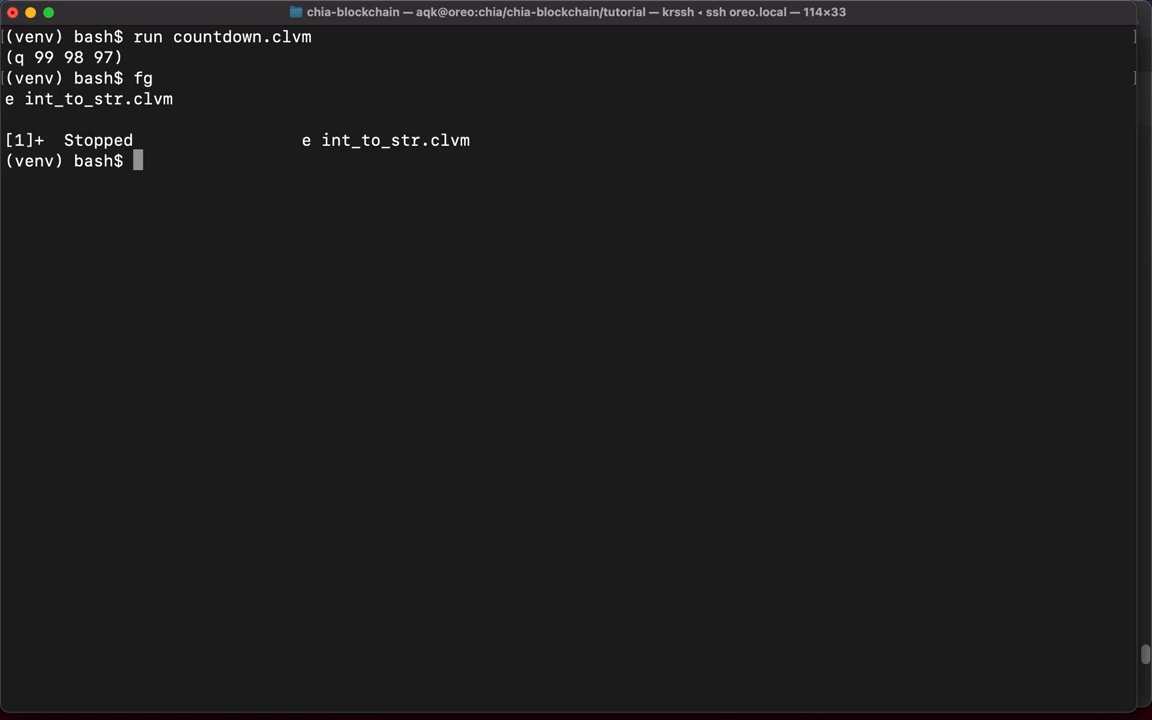 chia-blockchain — aqk@oreo:chia/chia-blockchain/tutorial — krssh ◂ ssh oreo.local — 114×33
[(venv) bash$ run countdown.clvm ]
(q 99 98 97)
[(venv) bash$ fg ]
e int_to_str.clvm
[1]+  Stopped                 e int_to_str.clvm
(venv) bash$